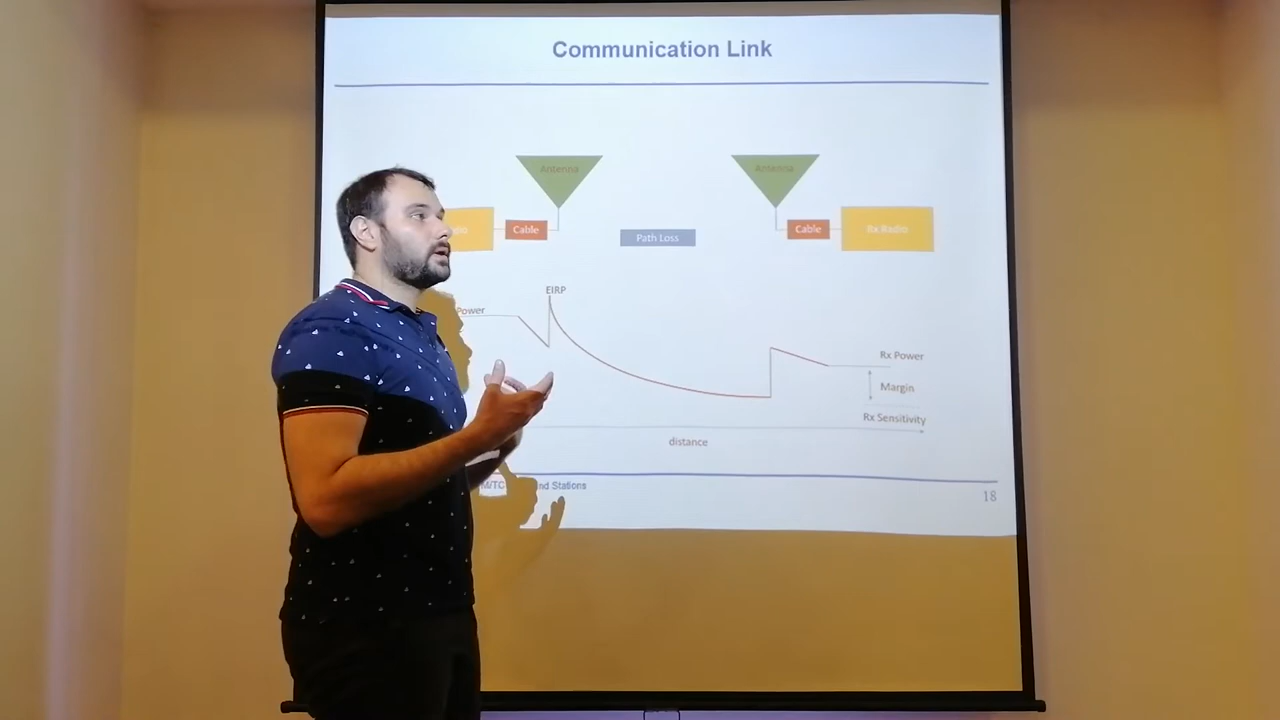 Communication Link
Antenna
Antenna
Cable
Path Loss
Cable
Rx Radio
EIRP
Power
Rx Power
Margin
Rx Sensitivity
distance
Stations
18